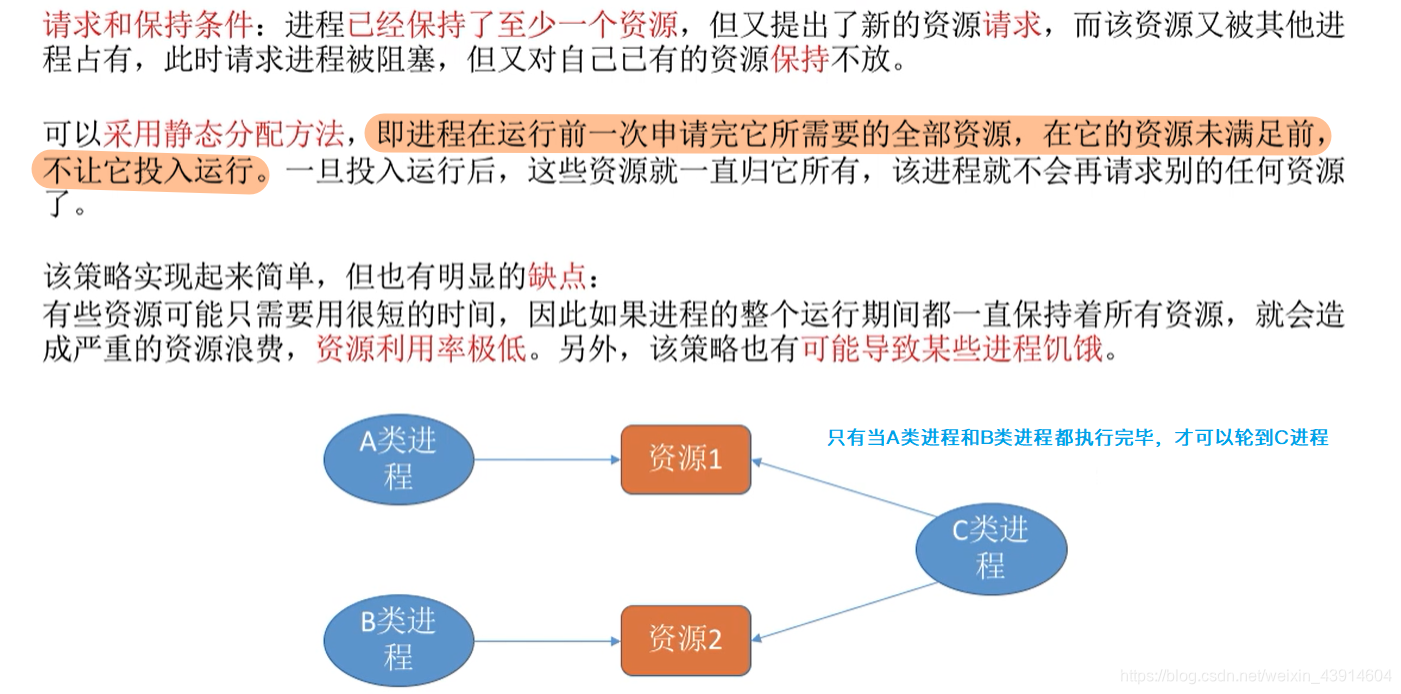 请求和保持条件：进程已经保持了至少一个资源，但又提出了新的资源请求，而该资源又被其他进
程占有，此时请求进程被阻塞，但又对自己已有的资源保持不放。
可以采用静态分配方法，即进程在运行前一次申请完它所需要的全部资源，在它的资源未满足前，
不让它投入运行。一旦投入运行后，这些资源就一直归它所有，该进程就不会再请求别的任何资源
了。
该策略实现起来简单，但也有明显的缺点：
有些资源可能只需要用很短的时间，因此如果进程的整个运行期间都一直保持着所有资源，就会造
成严重的资源浪费，资源利用率极低。另外，该策略也有可能导致某些进程饥饿。
A类进
程
资源1
只有当A类进程和B类进程都执行完毕，才可以轮到C进程
C类进
程
B类进
程
资源2
https://blog.csdn.net/weixin_43914604